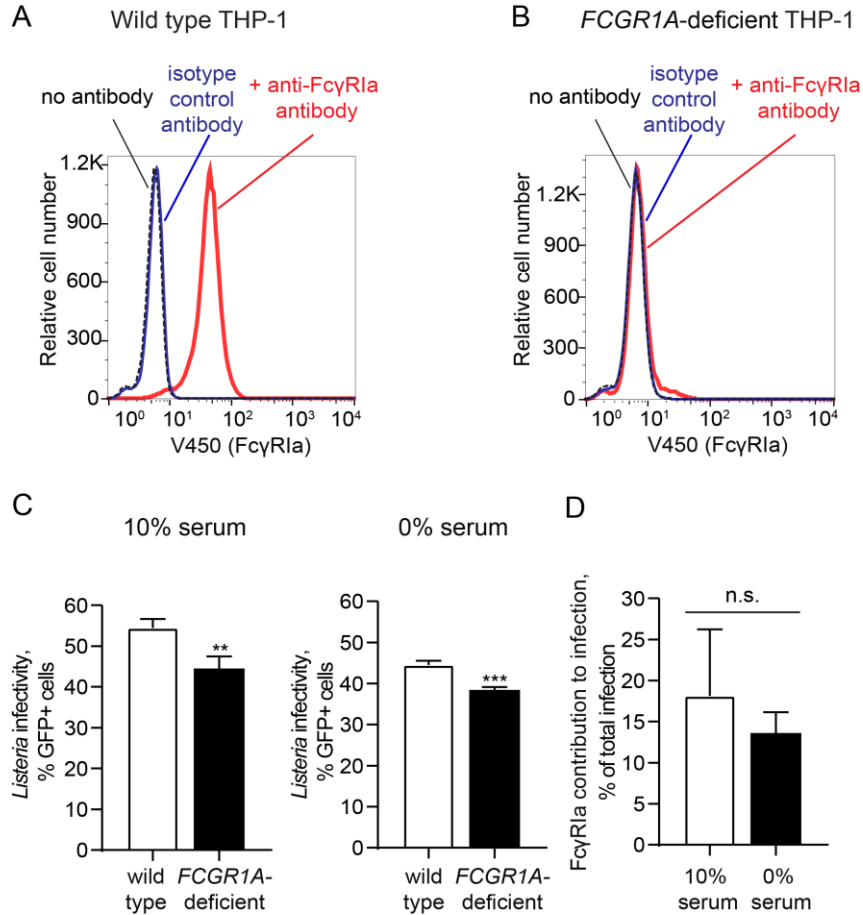 A
Wild type THP-1
no antibody
isotype
control
antibody
+ anti-FcγRIa
antibody
Relative cell number
1.2K
900
600
300
0
10⁰
10¹
10²
10³
10⁴
V450 (FcγRIa)
B
FCGR1A-deficient THP-1
no antibody
isotype
control
antibody
+ anti-FcγRIa
antibody
Relative cell number
1.2K
900
600
300
0
10⁰
10¹
10²
10³
10⁴
V450 (FcγRIa)
C
10% serum
Listeria infectivity,
% GFP+ cells
60
50
40
30
20
10
0
**
wild
type
FCGR1A-
deficient
0% serum
Listeria infectivity,
% GFP+ cells
60
50
40
30
20
10
0
***
wild
type
FCGR1A-
deficient
D
FcγRIa contribution to infection,
% of total infection
30
25
20
15
10
5
0
n.s.
10%
serum
0%
serum